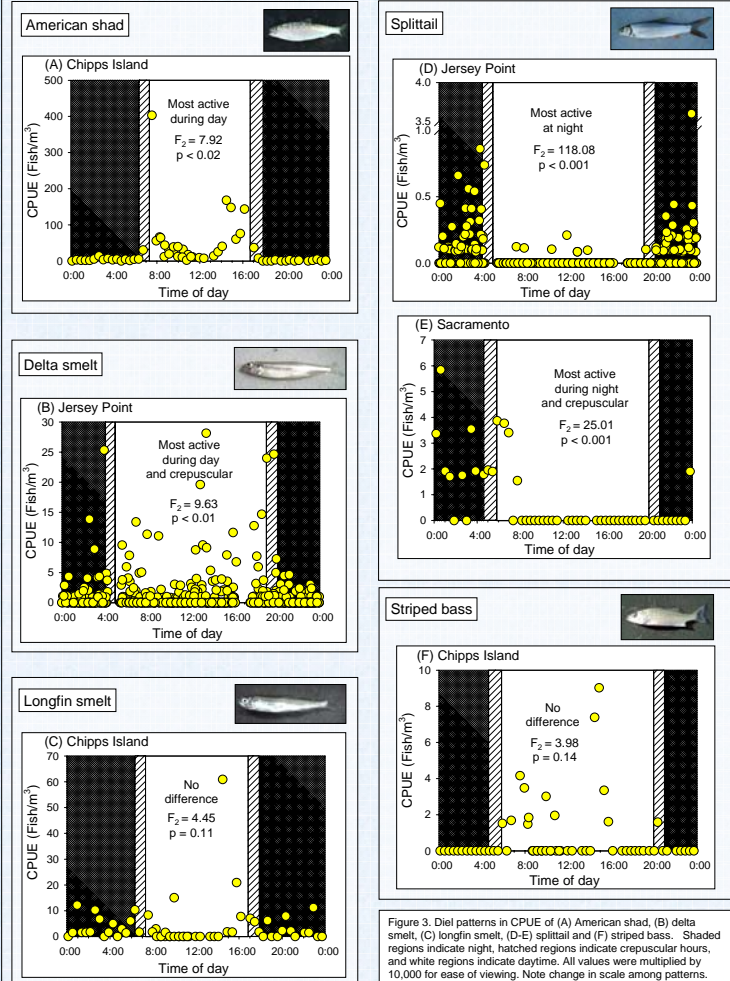 American shad
(A) Chipps Island
500
400
300
200
100
0
CPUE (Fish/m³)
Most active
during day
F₂ = 7.92
p < 0.02
0:00 4:00 8:00 12:00 16:00 20:00 0:00
Time of day
Delta smelt
(B) Jersey Point
30
25
20
15
10
5
0
CPUE (Fish/m³)
Most active
during day
and crepuscular
F₂ = 9.63
p < 0.01
0:00 4:00 8:00 12:00 16:00 20:00 0:00
Time of day
Longfin smelt
(C) Chipps Island
70
60
50
40
30
20
10
0
CPUE (Fish/m³)
No
difference
F₂ = 4.45
p = 0.11
0:00 4:00 8:00 12:00 16:00 20:00 0:00
Time of day
Splittail
(D) Jersey Point
4.0
3.5
1.0
0.5
0.0
CPUE (Fish/m³)
Most active
at night
F₂ = 118.08
p < 0.001
0:00 4:00 8:00 12:00 16:00 20:00 0:00
Time of day
(E) Sacramento
7
6
5
4
3
2
1
0
CPUE (Fish/m³)
Most active
during night
and crepuscular
F₂ = 25.01
p < 0.001
0:00 4:00 8:00 12:00 16:00 20:00 0:00
Time of day
Striped bass
(F) Chipps Island
10
8
6
4
2
0
CPUE (Fish/m³)
No
difference
F₂ = 3.98
p = 0.14
0:00 4:00 8:00 12:00 16:00 20:00 0:00
Time of day
Figure 3. Diel patterns in CPUE of (A) American shad, (B) delta
smelt, (C) longfin smelt, (D-E) splittail and (F) striped bass. Shaded
regions indicate night, hatched regions indicate crepuscular hours,
and white regions indicate daytime. All values were multiplied by
10,000 for ease of viewing. Note change in scale among patterns.